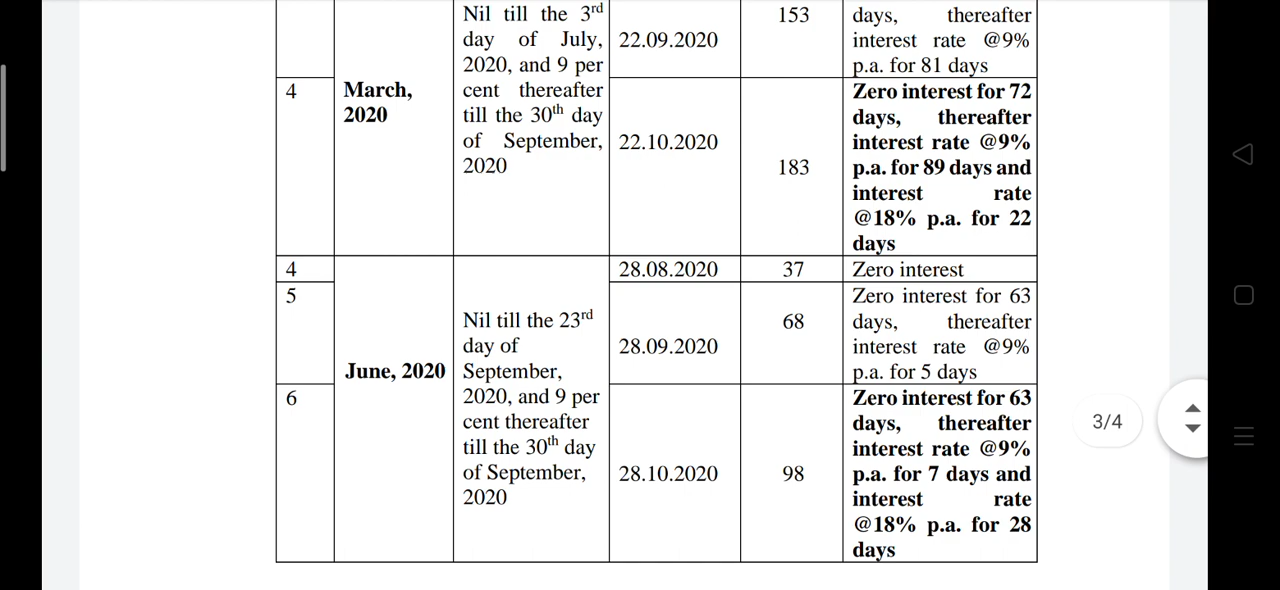 Nil till the 3rd
day of July,
2020, and 9 per
cent thereafter
till the 30th day
of September,
2020
22.09.2020
153
days, thereafter
interest rate @9%
p.a. for 81 days
4
March,
2020
22.10.2020
183
Zero interest for 72
days, thereafter
interest rate @9%
p.a. for 89 days and
interest rate
@18% p.a. for 22
days
4
28.08.2020
37
Zero interest
5
June, 2020
Nil till the 23rd
day of
September,
2020, and 9 per
cent thereafter
till the 30th day
of September,
2020
28.09.2020
68
Zero interest for 63
days, thereafter
interest rate @9%
p.a. for 5 days
6
28.10.2020
98
Zero interest for 63
days, thereafter
interest rate @9%
p.a. for 7 days and
interest rate
@18% p.a. for 28
days
3/4